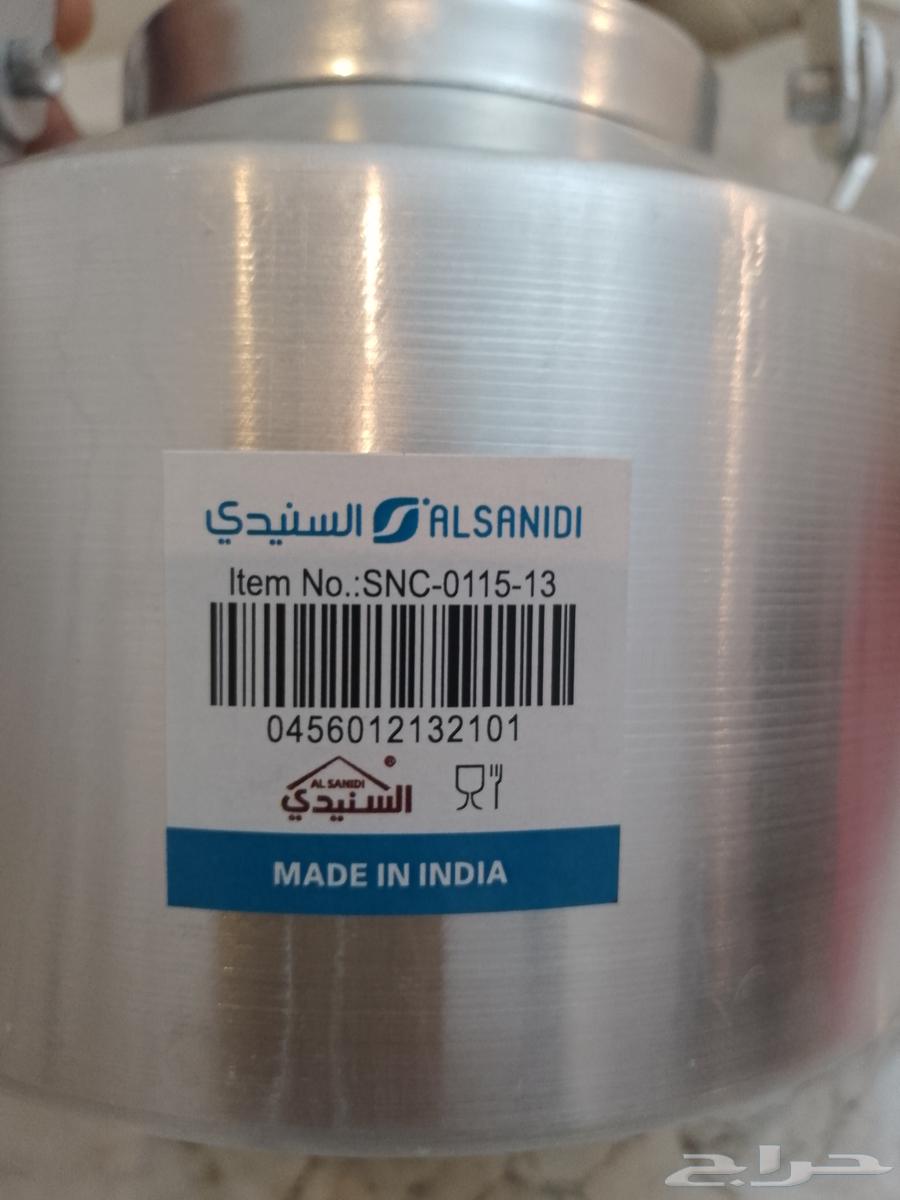 السنيدي ALSANIDI
Item No.:SNC-0115-13
0456012132101
AL SANIDI
السنيدي®
MADE IN INDIA
حراج